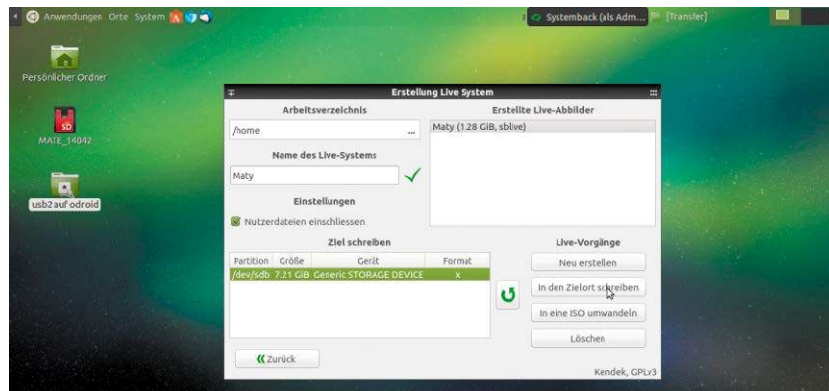 Anwendungen Orte System
Systemback (als Adm...
[Transfer]
Persönlicher Ordner
SD
MATE_14042
usb2 auf odroid
Erstellung Live System
Arbeitsverzeichnis
/home
...
Name des Live-Systems
Maty
Einstellungen
Nutzerdateien einschliessen
Erstellte Live-Abbilder
Maty (1.28 GiB, sblive)
Ziel schreiben
Partition Größe Gerät Format
/dev/sdb 7.21 GiB Generic STORAGE DEVICE x
Live-Vorgänge
Neu erstellen
In den Zielort schreiben
In eine ISO umwandeln
Löschen
Zurück
Kendek, GPLv3